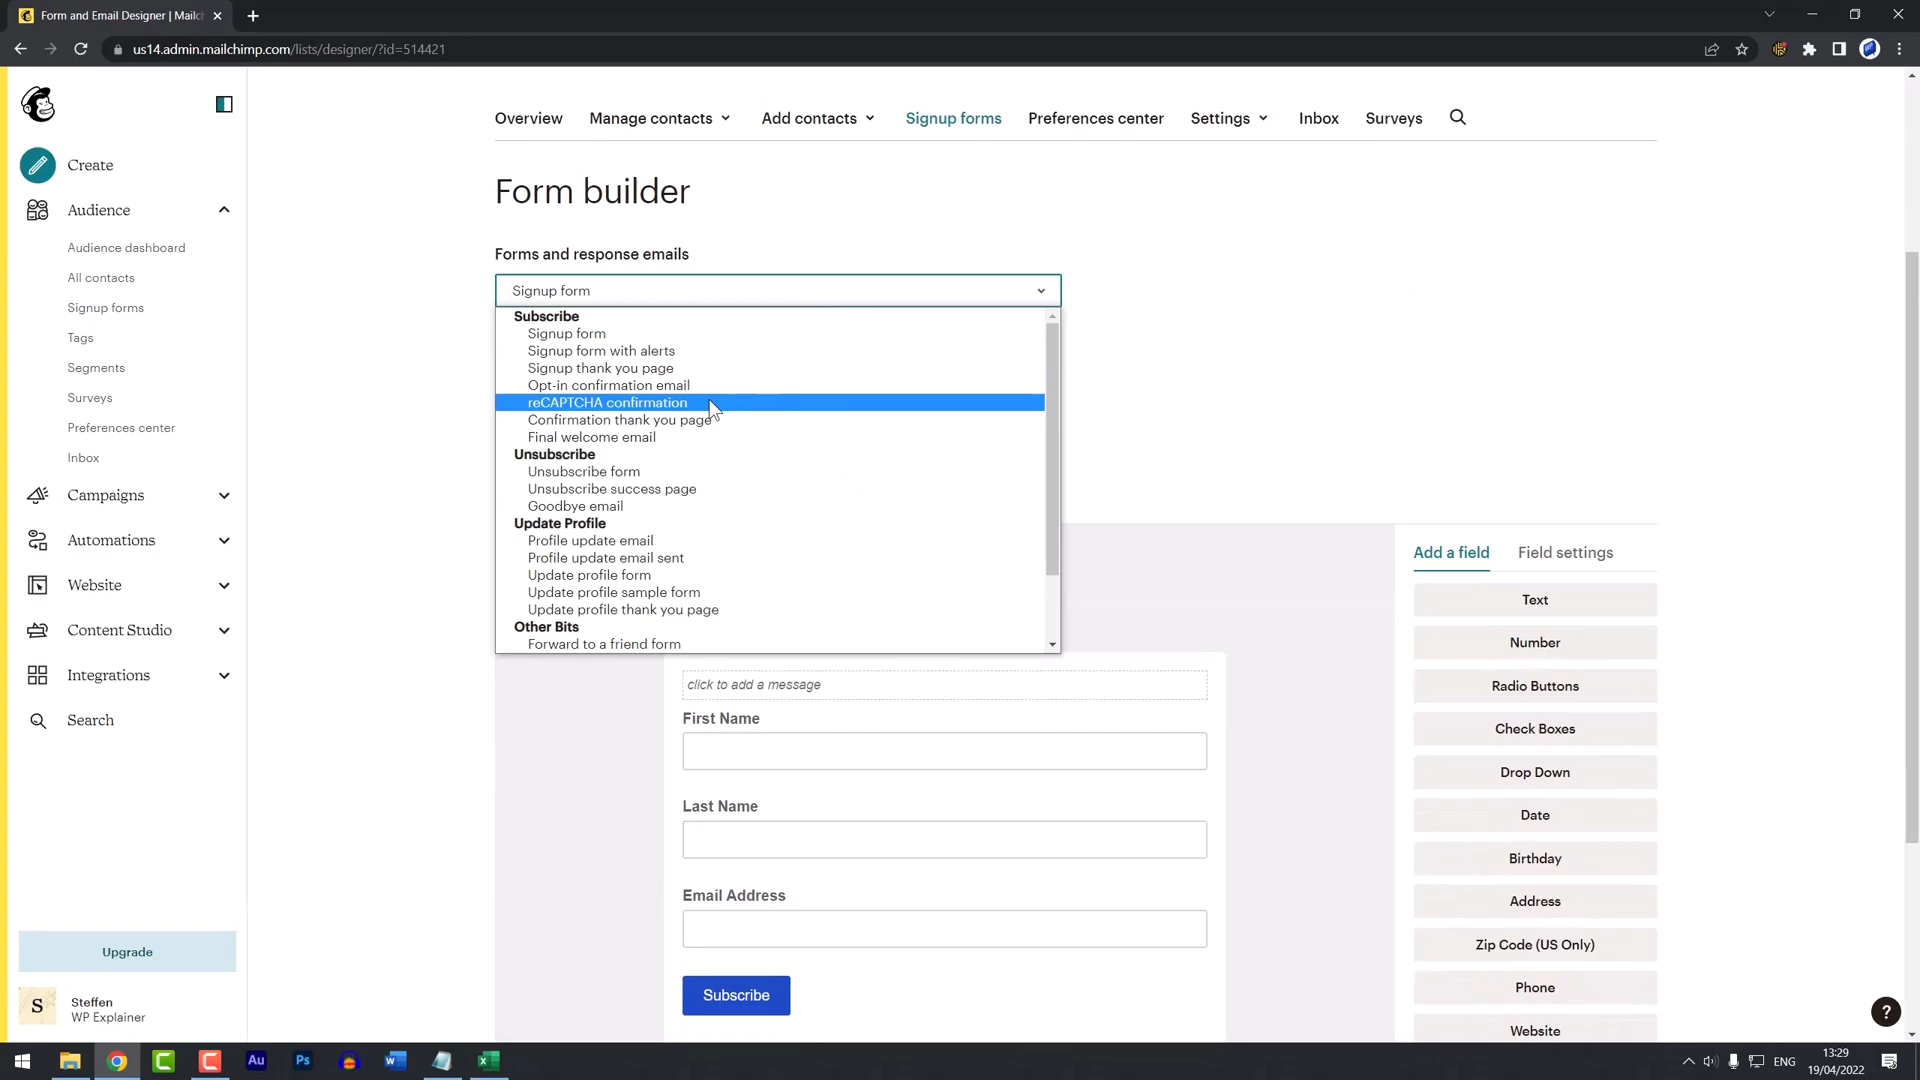 Form and Email Designer | Mailc
us14.admin.mailchimp.com/lists/designer/?id=514421
Create
Audience
Audience dashboard
All contacts
Signup forms
Tags
Segments
Surveys
Preferences center
Inbox
Campaigns
Automations
Website
Content Studio
Integrations
Search
Upgrade
S
Steffen
WP Explainer
Overview
Manage contacts
Add contacts
Signup forms
Preferences center
Settings
Inbox
Surveys
Form builder
Forms and response emails
Signup form
Subscribe
Signup form
Signup form with alerts
Signup thank you page
Opt-in confirmation email
reCAPTCHA confirmation
Confirmation thank you page
Final welcome email
Unsubscribe
Unsubscribe form
Unsubscribe success page
Goodbye email
Update Profile
Profile update email
Profile update email sent
Update profile form
Update profile sample form
Update profile thank you page
Other Bits
Forward to a friend form
click to add a message
First Name
Last Name
Email Address
Subscribe
Add a field
Field settings
Text
Number
Radio Buttons
Check Boxes
Drop Down
Date
Birthday
Address
Zip Code (US Only)
Phone
Website
?
Au
Ps
ENG
13:29
19/04/2022